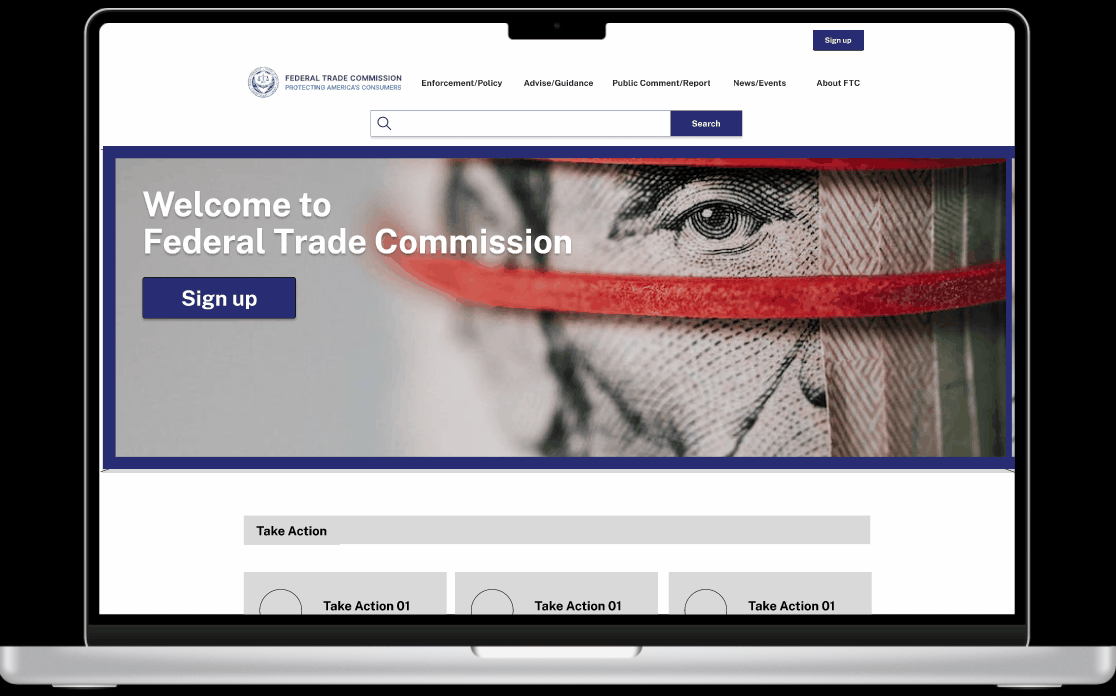 Sign up
FEDERAL TRADE COMMISSION
PROTECTING AMERICA'S CONSUMERS
Enforcement/Policy
Advise/Guidance
Public Comment/Report
News/Events
About FTC
Search
Welcome to
Federal Trade Commission
Sign up
Take Action
Take Action 01
Take Action 01
Take Action 01